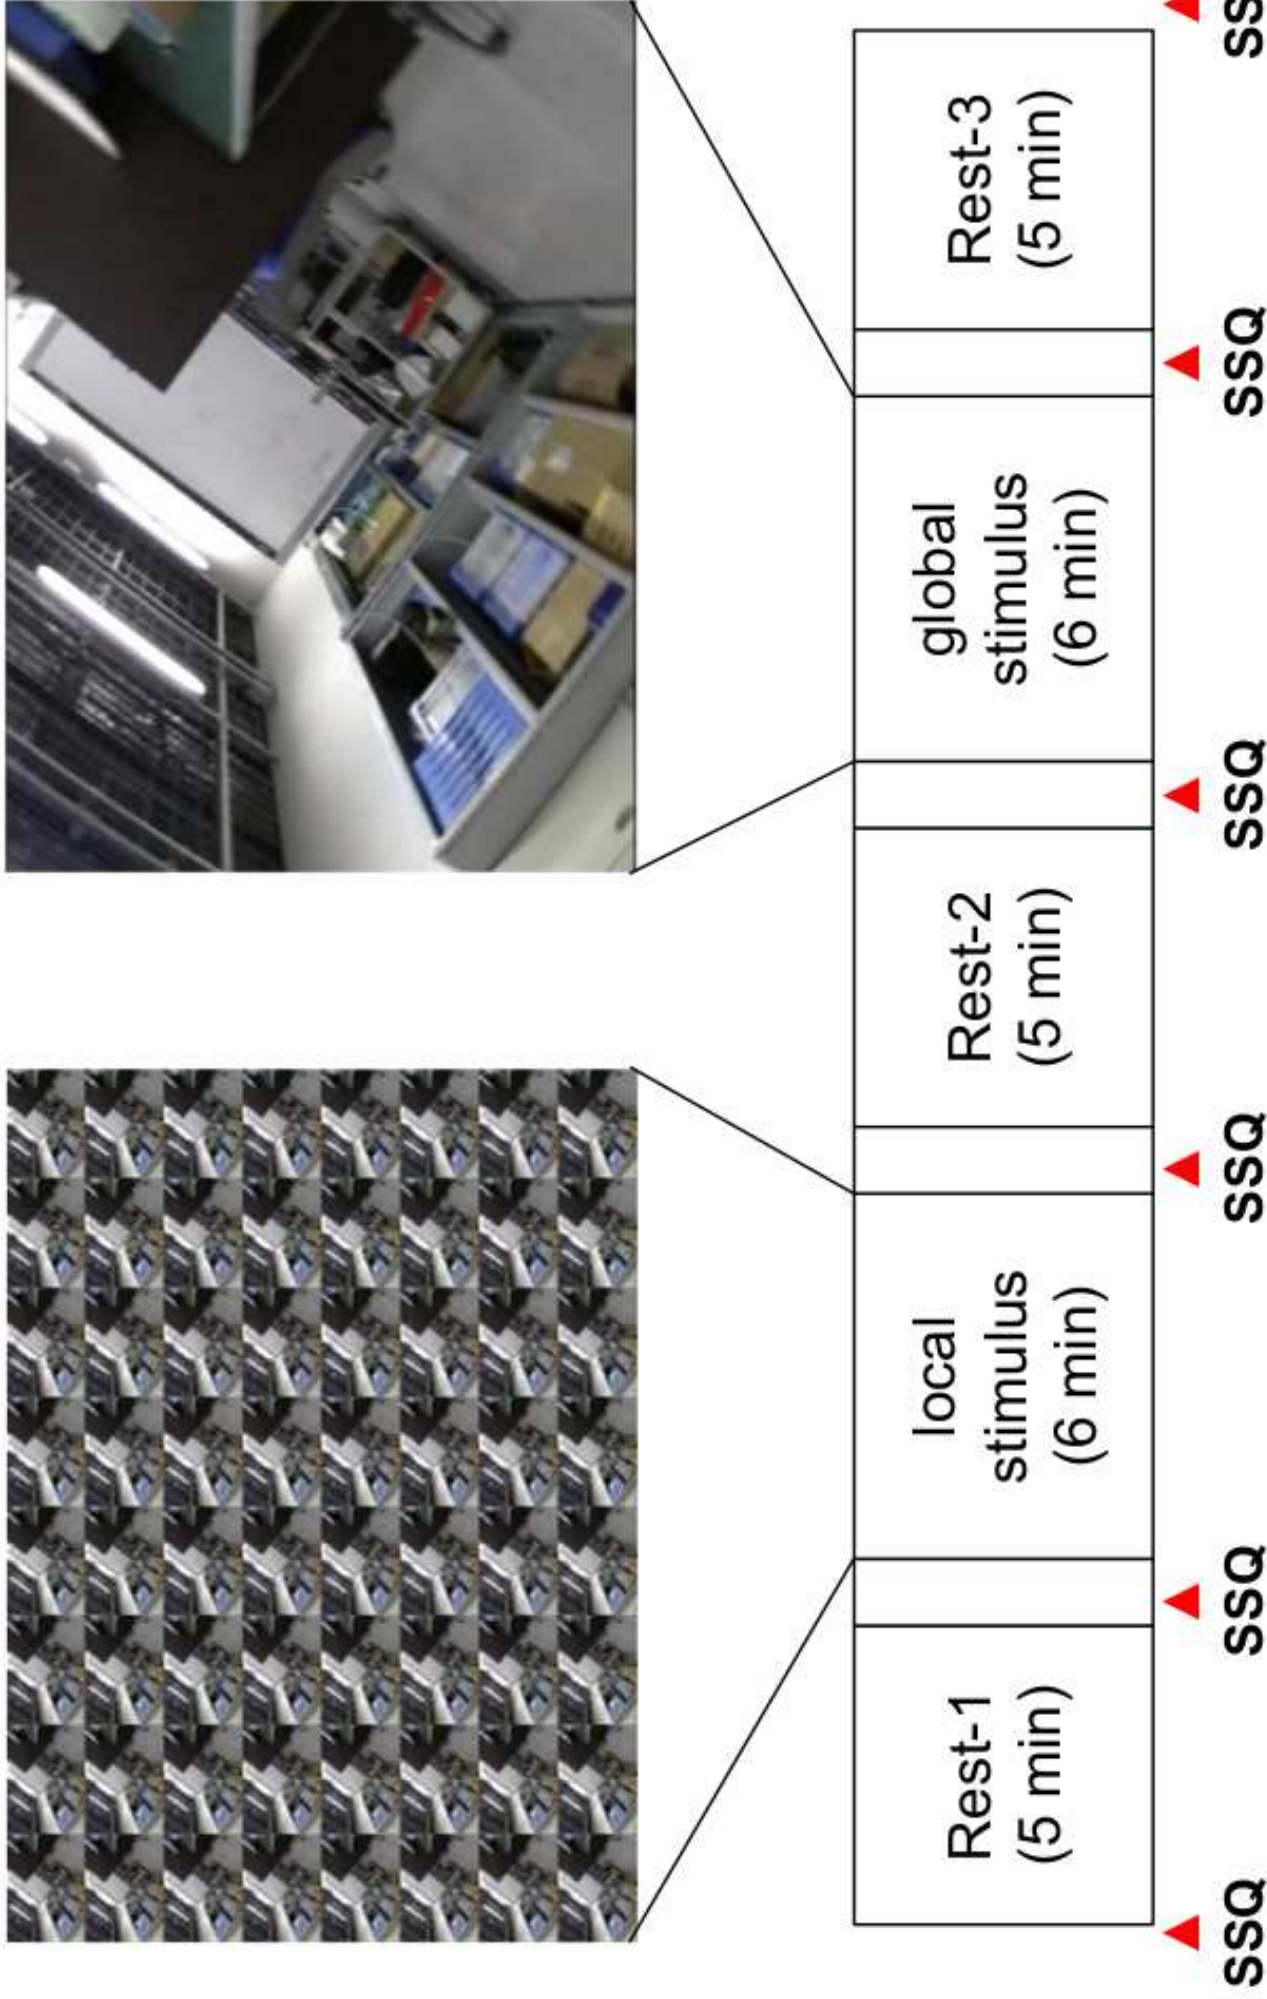 Rest-1
(5 min)
local
stimulus
(6 min)
Rest-2
(5 min)
global
stimulus
(6 min)
Rest-3
(5 min)
SSQ
SSQ
SSQ
SSQ
SSQ
SS